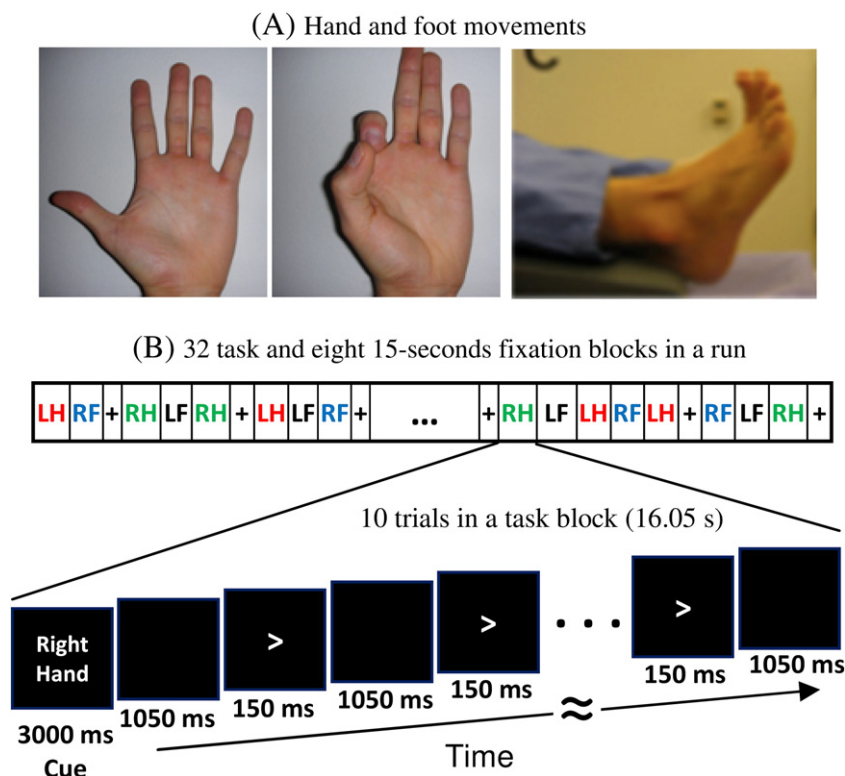 (A) Hand and foot movements
(B) 32 task and eight 15-seconds fixation blocks in a run
LH RF + RH LF RH + LH LF RF + ... + RH LF LH RF LH + RF LF RH +
10 trials in a task block (16.05 s)
Right
Hand
> > . . . . >
3000 ms 1050 ms 150 ms 1050 ms 150 ms 150 ms 1050 ms
Cue
≈
Time